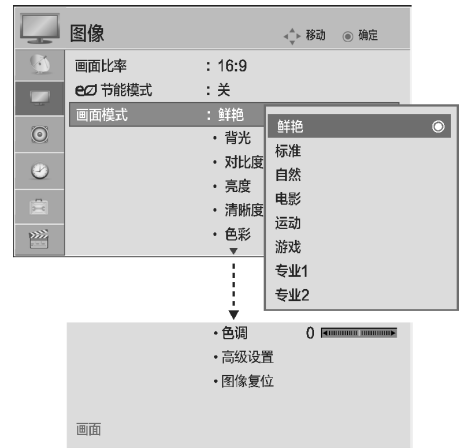 图像 移动 确定
画面比率 : 16:9
eco 节能模式 : 关
画面模式 : 鲜艳
• 背光
• 对比度
• 亮度
• 清晰度
• 色彩
鲜艳
标准
自然
电影
运动
游戏
专业1
专业2
• 色调 0
• 高级设置
• 图像复位
画面